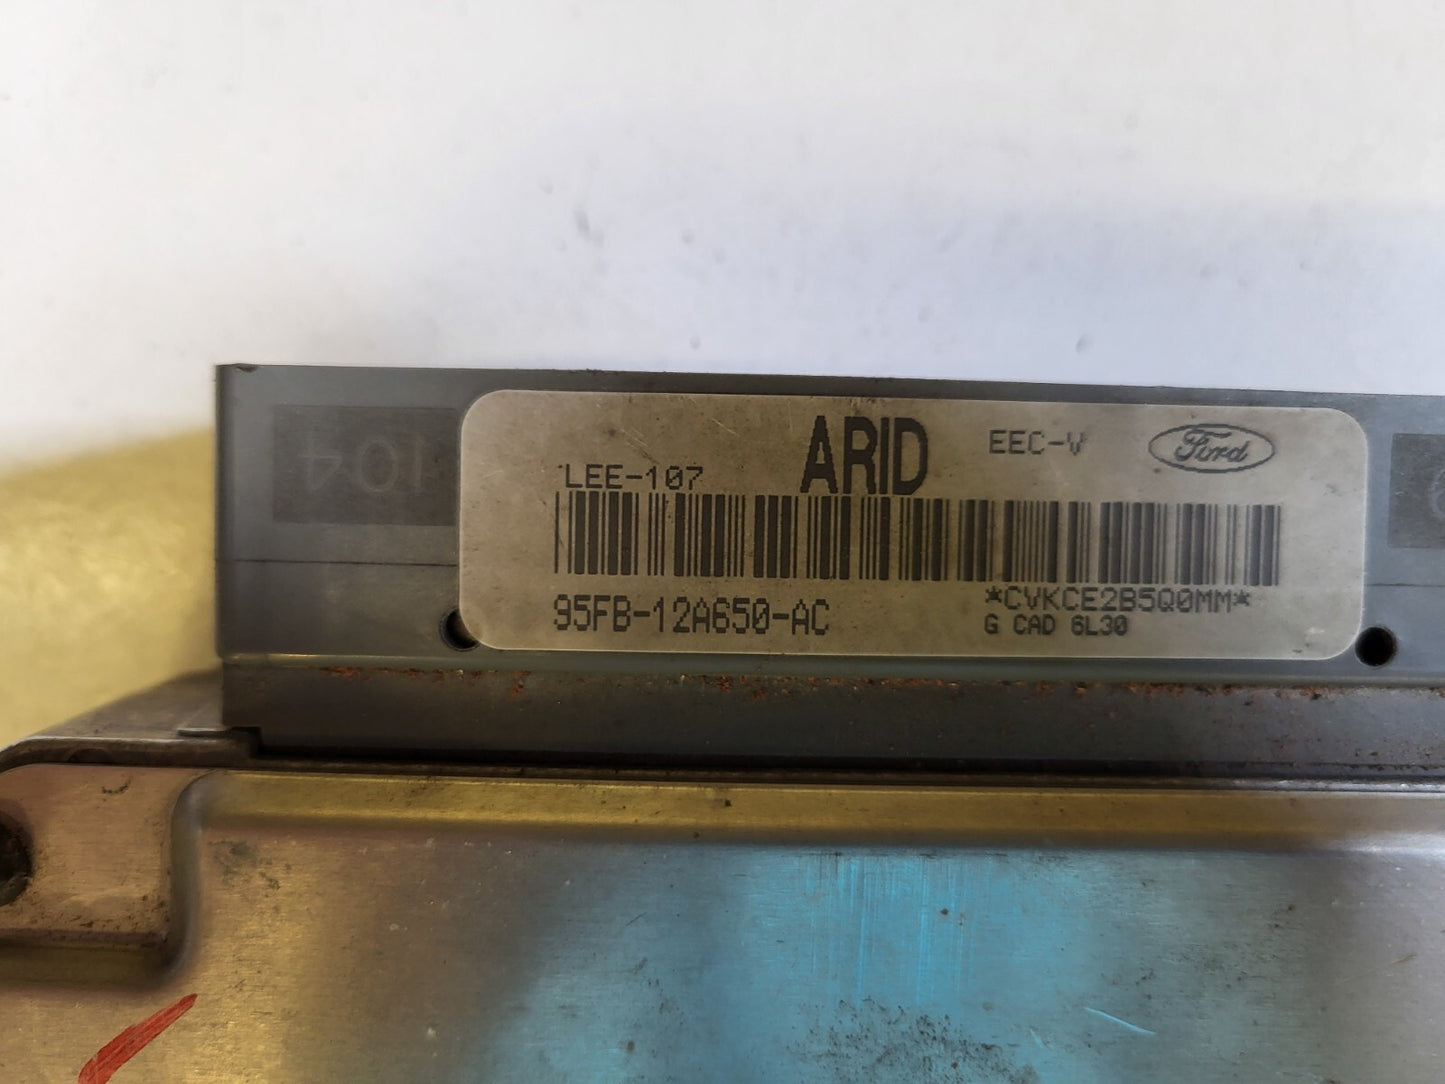 104
ARID
EEC-V
Ford
LEE-107
95FB-12A650-AC
*CVKCE2B5Q0MM*
G CAD 6L30